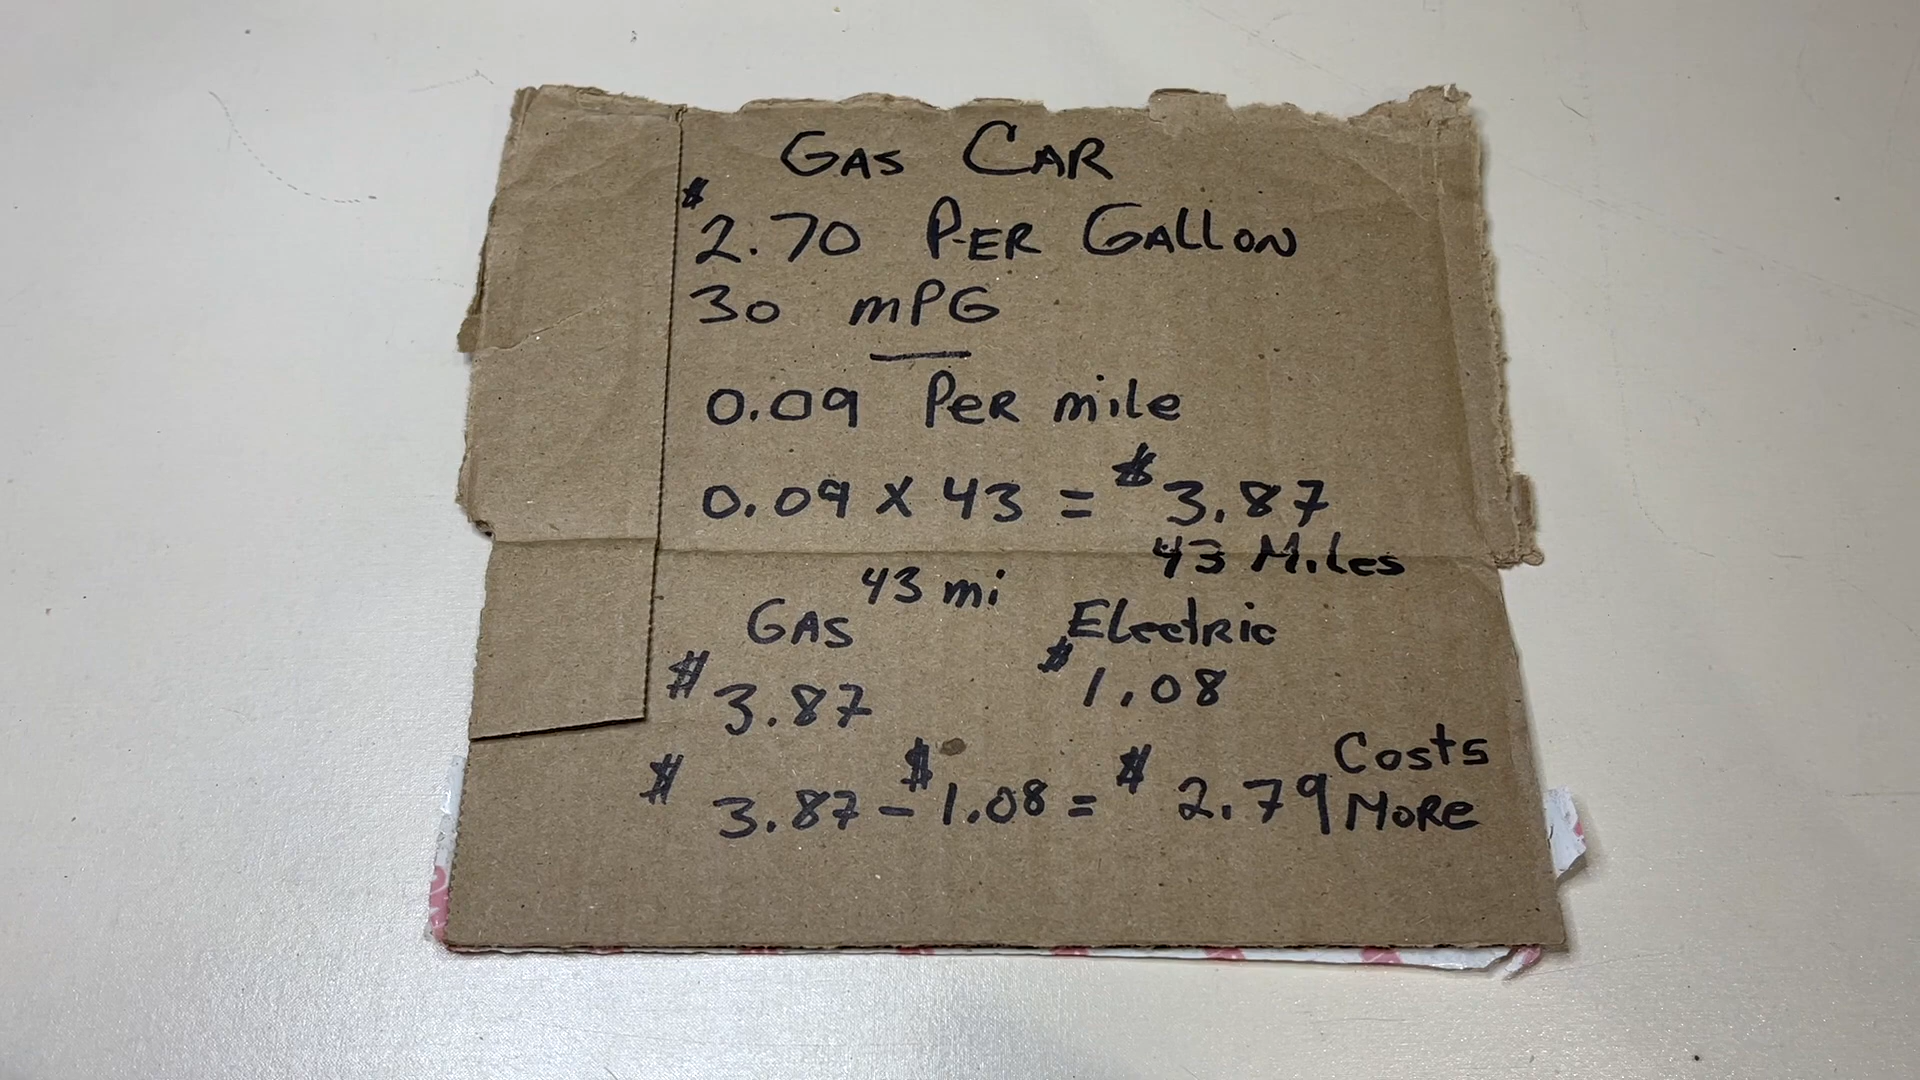 Gas Car
$2.70 Per Gallon
30 mPG
0.09 Per mile
0.09 x 43 = $3.87
43 Miles
43 mi
Gas Electric
$3.87 $1.08
$3.87 - $1.08 = $2.79 Costs More